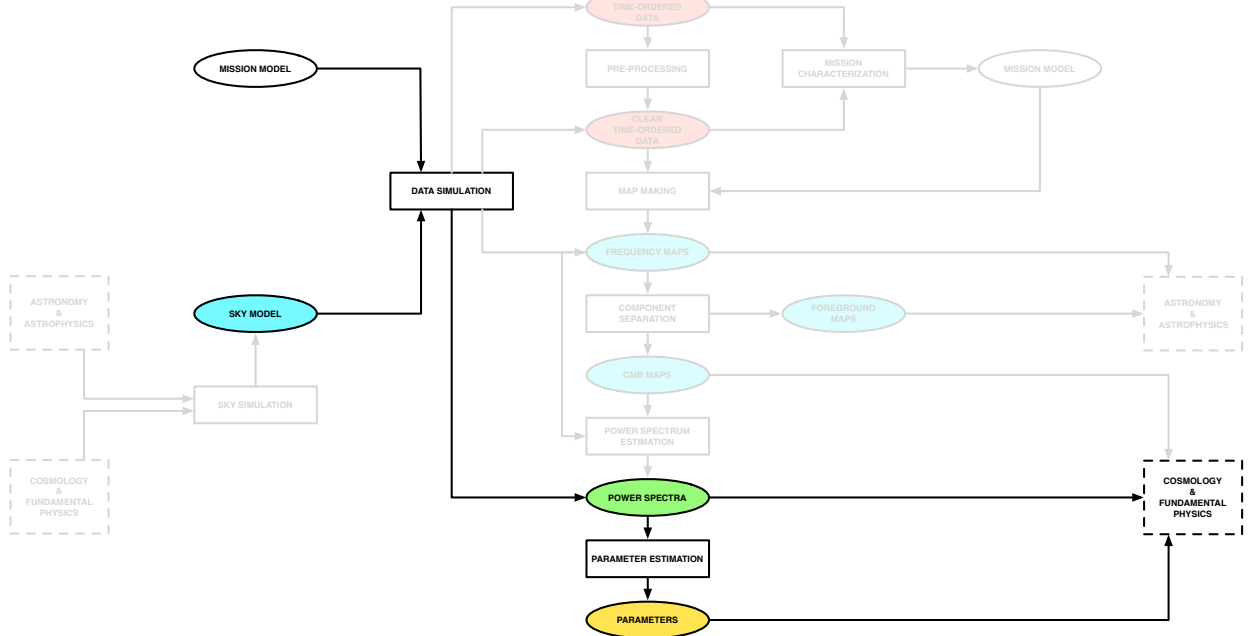 TIME-ORDERED
DATA
MISSION MODEL
PRE-PROCESSING
MISSION
CHARACTERIZATION
MISSION MODEL
CLEAN
TIME-ORDERED
DATA
DATA SIMULATION
MAP MAKING
FREQUENCY MAPS
ASTRONOMY
&
ASTROPHYSICS
SKY MODEL
COMPONENT
SEPARATION
FOREGROUND
MAPS
ASTRONOMY
&
ASTROPHYSICS
CMB MAPS
SKY SIMULATION
POWER SPECTRUM
ESTIMATION
COSMOLOGY
&
FUNDAMENTAL
PHYSICS
POWER SPECTRA
COSMOLOGY
&
FUNDAMENTAL
PHYSICS
PARAMETER ESTIMATION
PARAMETERS